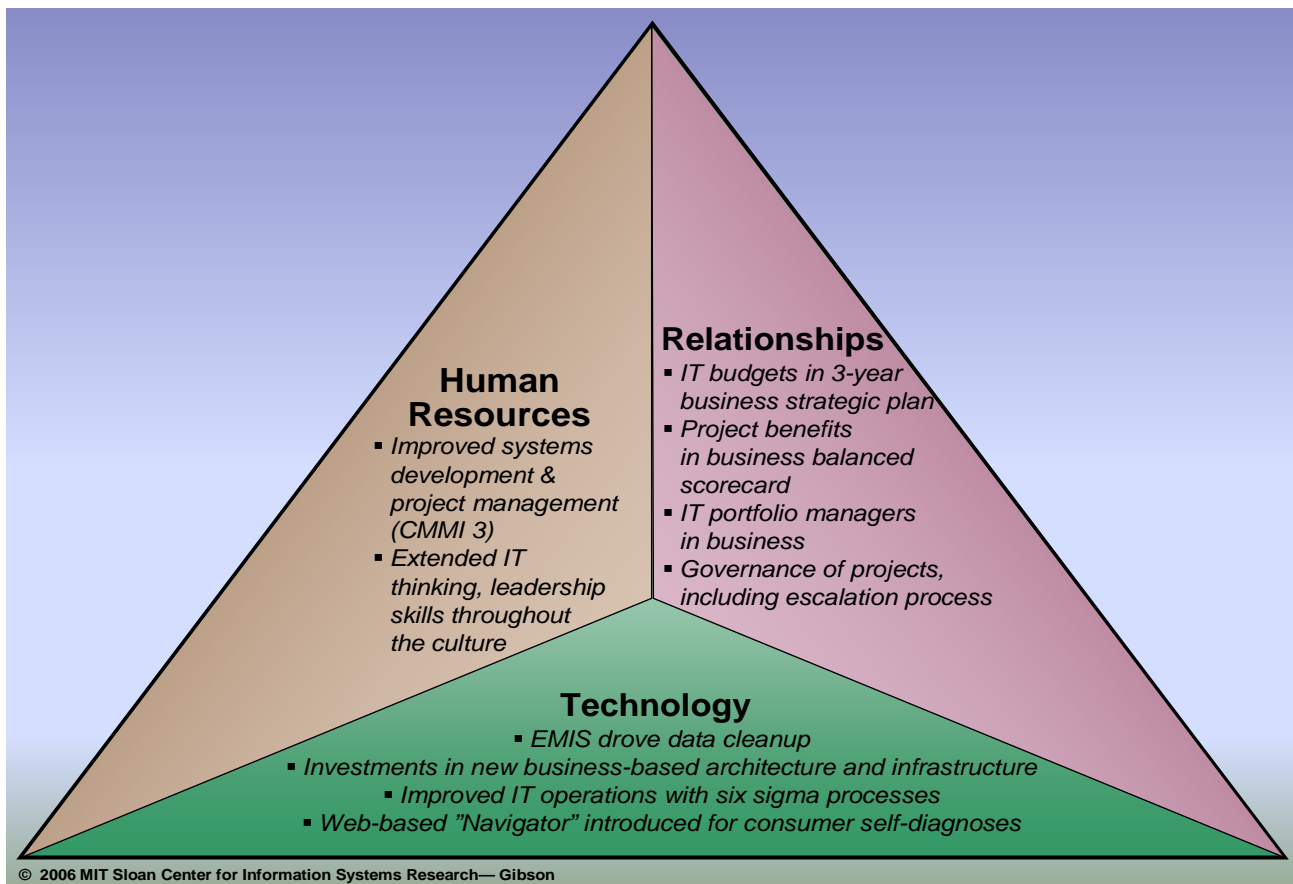 Human
Resources
▪ Improved systems
development &
project management
(CMMI 3)
▪ Extended IT
thinking, leadership
skills throughout
the culture
Relationships
▪ IT budgets in 3-year
business strategic plan
▪ Project benefits
in business balanced
scorecard
▪ IT portfolio managers
in business
▪ Governance of projects,
including escalation process
Technology
▪ EMIS drove data cleanup
▪ Investments in new business-based architecture and infrastructure
▪ Improved IT operations with six sigma processes
▪ Web-based ”Navigator” introduced for consumer self-diagnoses
© 2006 MIT Sloan Center for Information Systems Research— Gibson